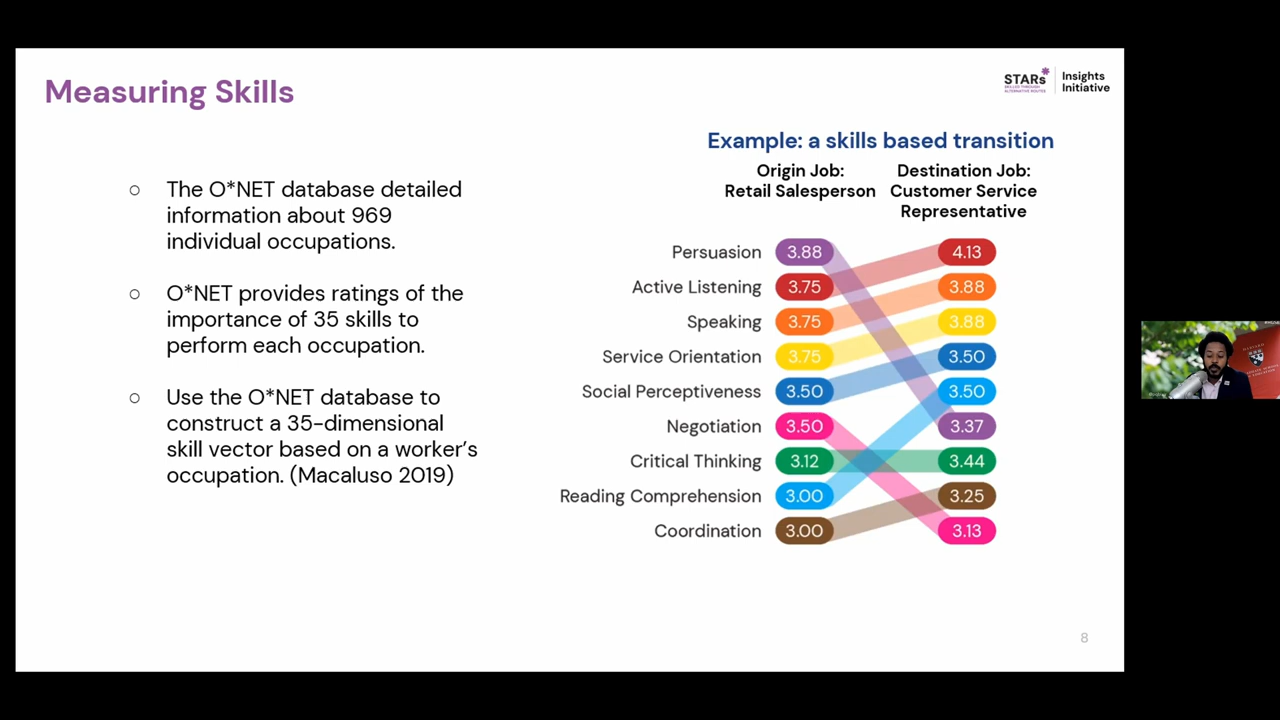 Measuring Skills
STARs*
SKILLED THROUGH
ALTERNATIVE ROUTES
Insights
Initiative
The O*NET database detailed
information about 969
individual occupations.
O*NET provides ratings of the
importance of 35 skills to
perform each occupation.
Use the O*NET database to
construct a 35-dimensional
skill vector based on a worker’s
occupation. (Macaluso 2019)
Example: a skills based transition
Origin Job:
Retail Salesperson
Destination Job:
Customer Service
Representative
Persuasion 3.88 4.13
Active Listening 3.75 3.88
Speaking 3.75 3.88
Service Orientation 3.75 3.50
Social Perceptiveness 3.50 3.50
Negotiation 3.50 3.37
Critical Thinking 3.12 3.44
Reading Comprehension 3.00 3.25
Coordination 3.00 3.13
8